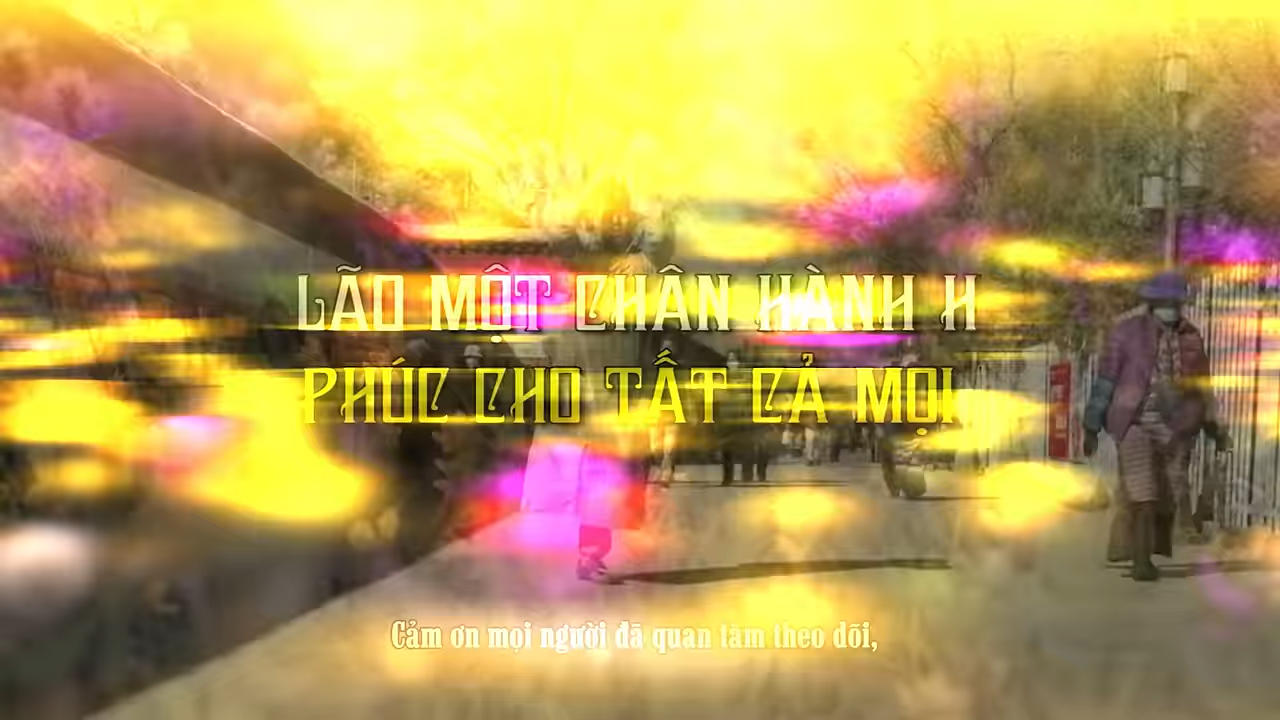 LÃO MỘT CHÂN HÀNH H
PHÚC CHO TẤT CẢ MỌI
Cảm ơn mọi người đã quan tâm theo dõi,